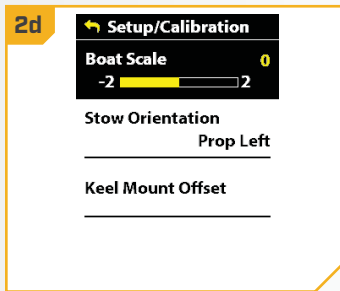 2d
Setup/Calibration
Boat Scale 0
-2 2
Stow Orientation
Prop Left
Keel Mount Offset